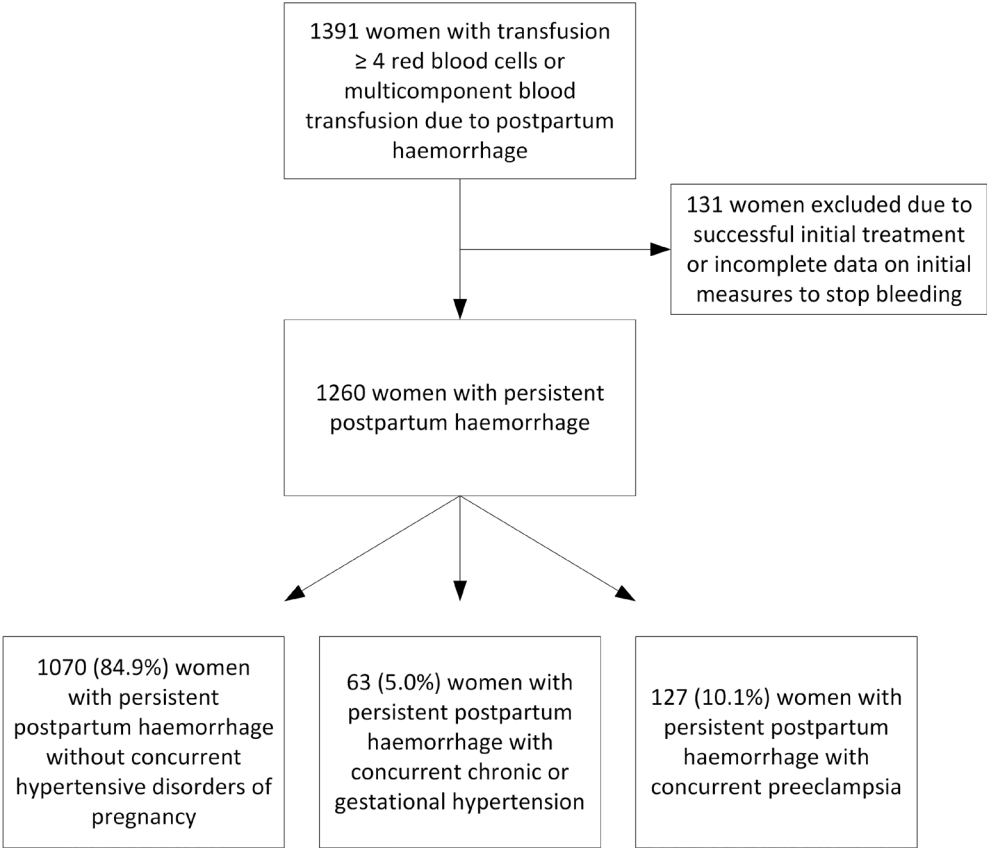 1391 women with transfusion
≥ 4 red blood cells or
multicomponent blood
transfusion due to postpartum
haemorrhage
131 women excluded due to
successful initial treatment
or incomplete data on initial
measures to stop bleeding
1260 women with persistent
postpartum haemorrhage
1070 (84.9%) women
with persistent
postpartum haemorrhage
without concurrent
hypertensive disorders of
pregnancy
63 (5.0%) women with
persistent postpartum
haemorrhage with
concurrent chronic or
gestational hypertension
127 (10.1%) women with
persistent postpartum
haemorrhage with
concurrent preeclampsia